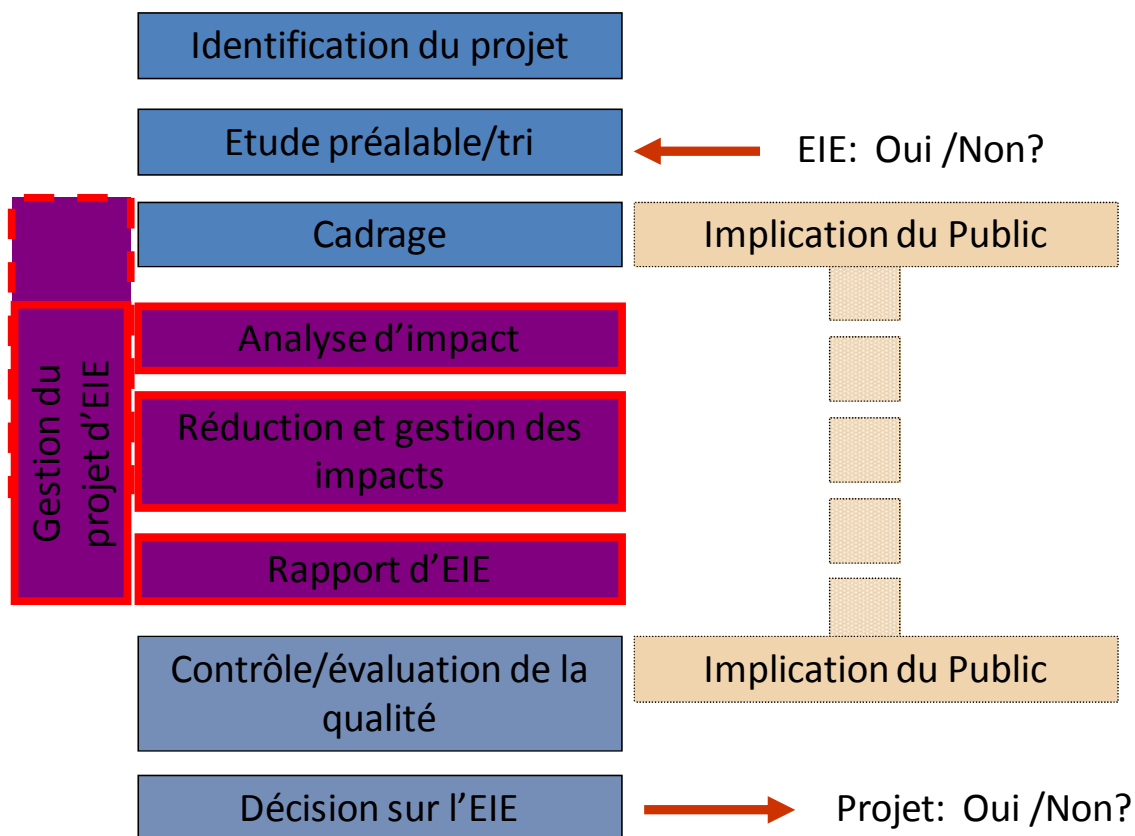 Identification du projet
Etude préalable/tri
EIE: Oui /Non?
Cadrage
Implication du Public
Gestion du
projet d’EIE
Analyse d’impact
Réduction et gestion des
impacts
Rapport d’EIE
Contrôle/évaluation de la
qualité
Implication du Public
Décision sur l’EIE
Projet: Oui /Non?